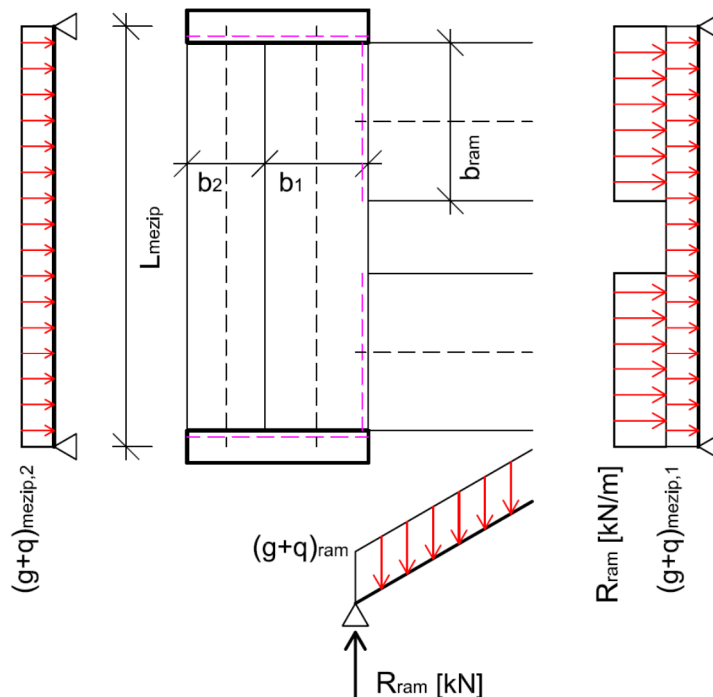 b2
b1
bram
Lmezip
(g+q)mezip,2
(g+q)ram
Rram [kN]
Rram [kN/m]
(g+q)mezip,1